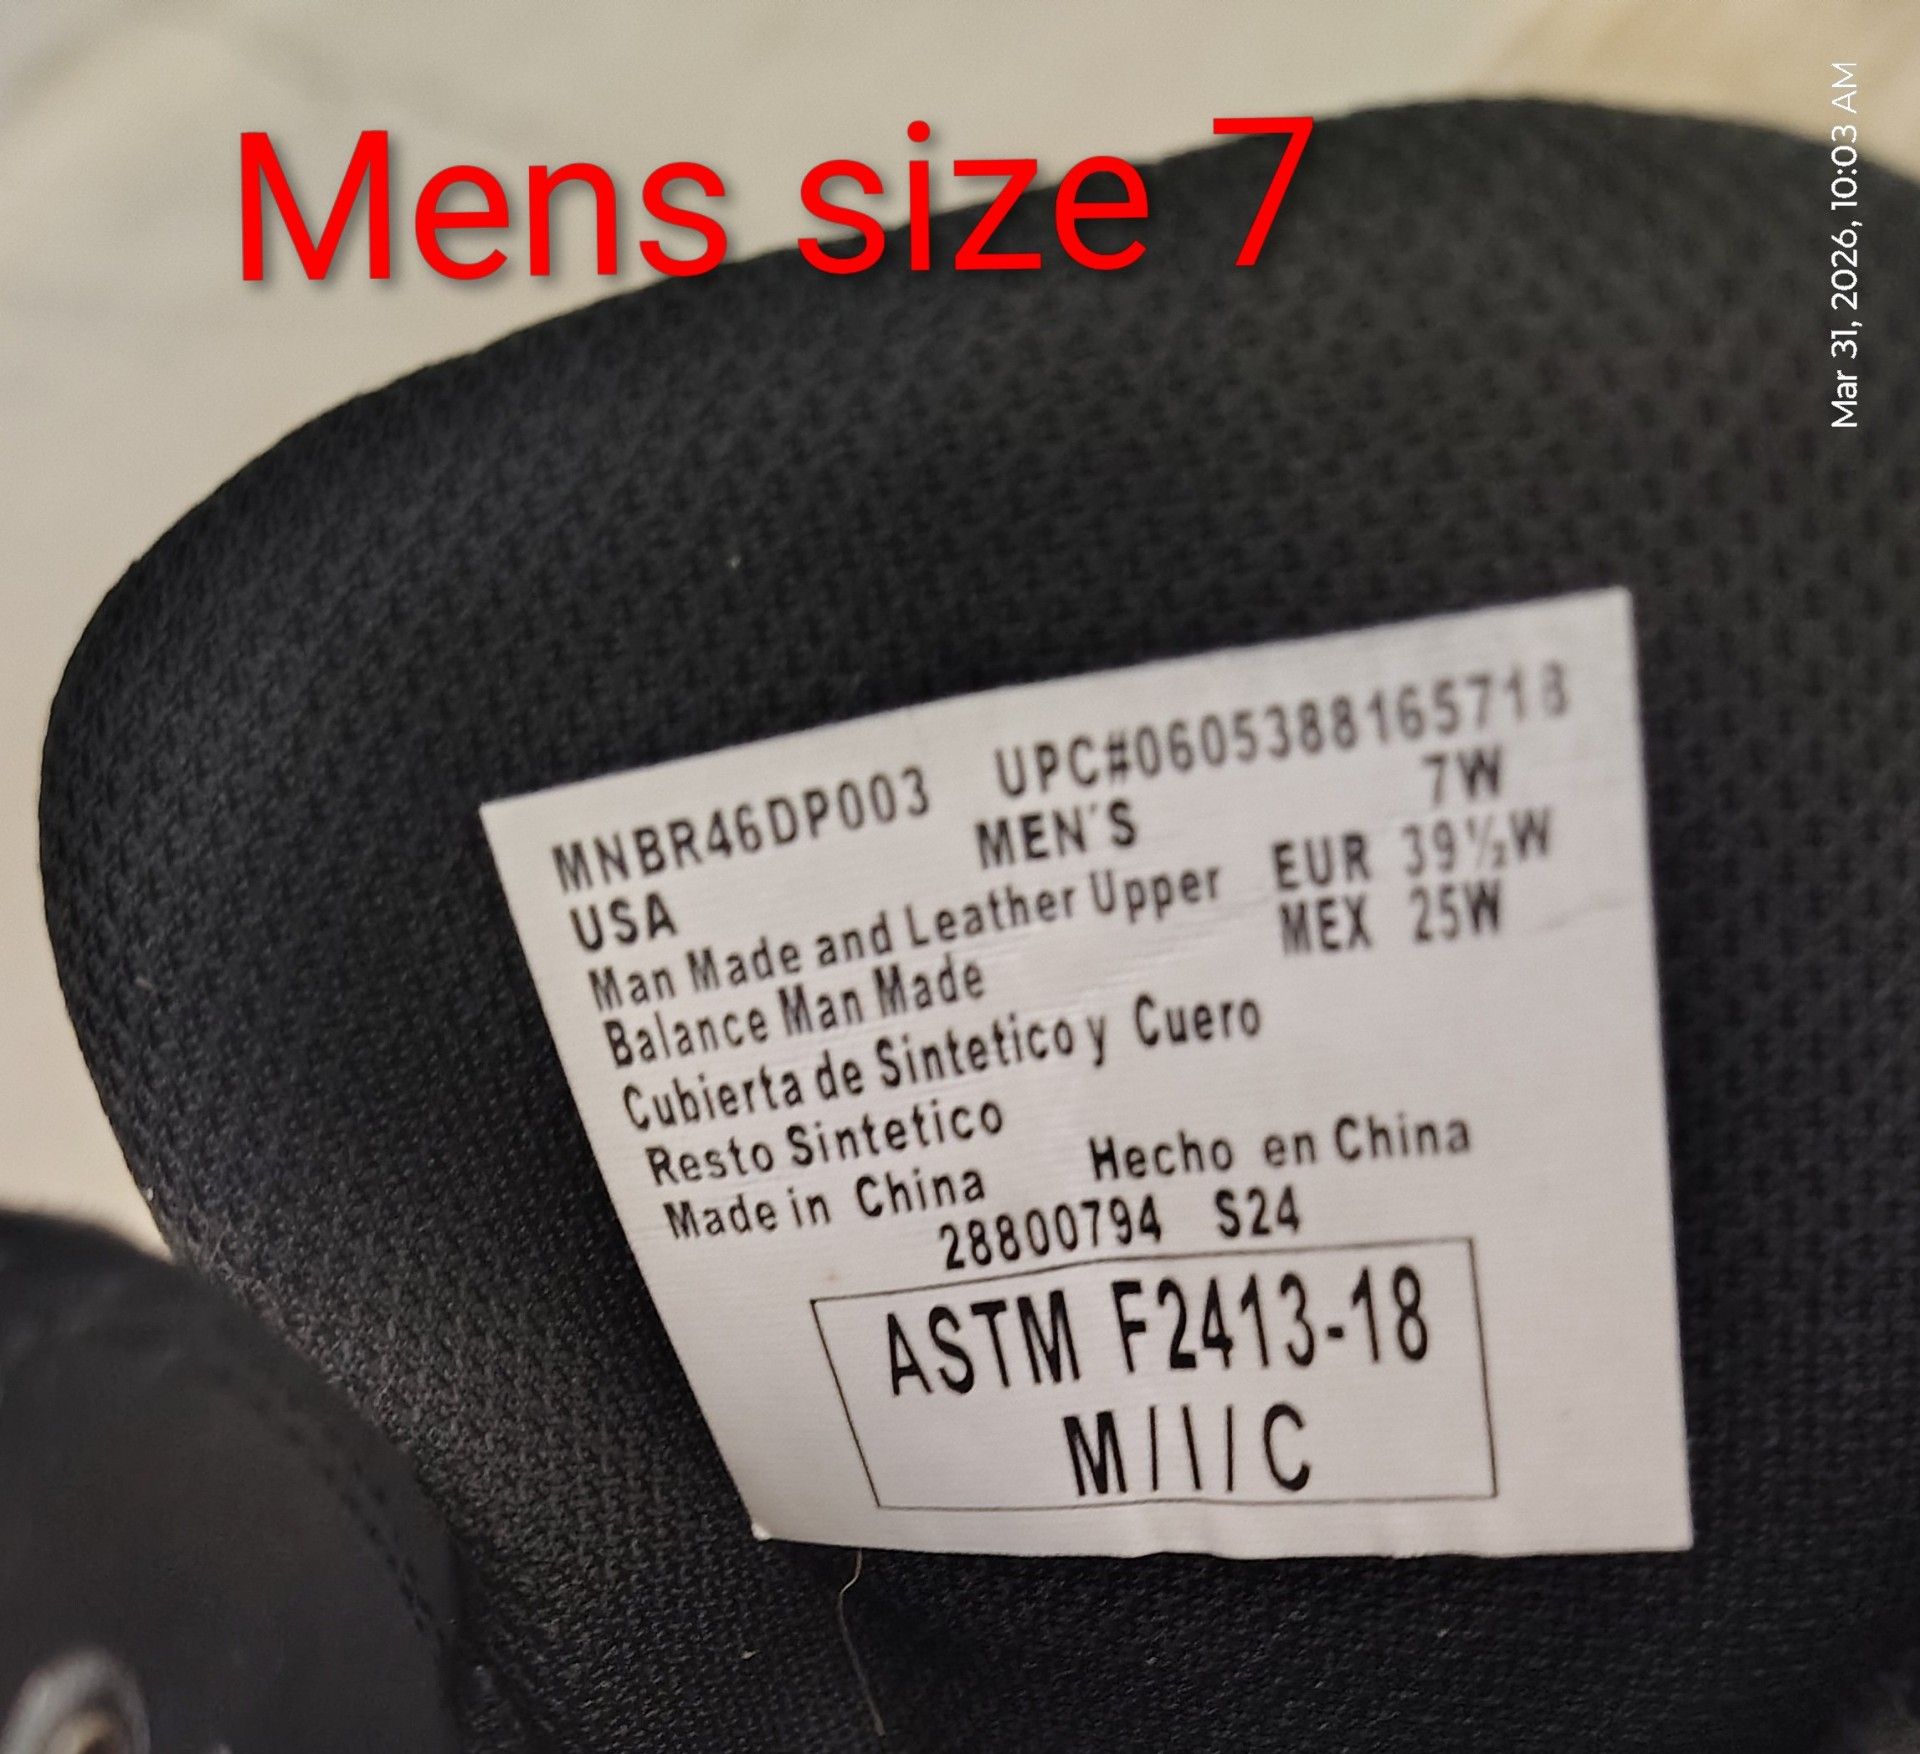 Mens size 7
Mar 31, 2026, 10:03 AM
MNBR46DP003 UPC#0605388165718
USA MEN'S 7W
Man Made and Leather Upper EUR 39½W
Balance Man Made MEX 25W
Cubierta de Sintetico y Cuero
Resto Sintetico
Made in China Hecho en China
28800794 S24
ASTM F2413-18
M/I/C